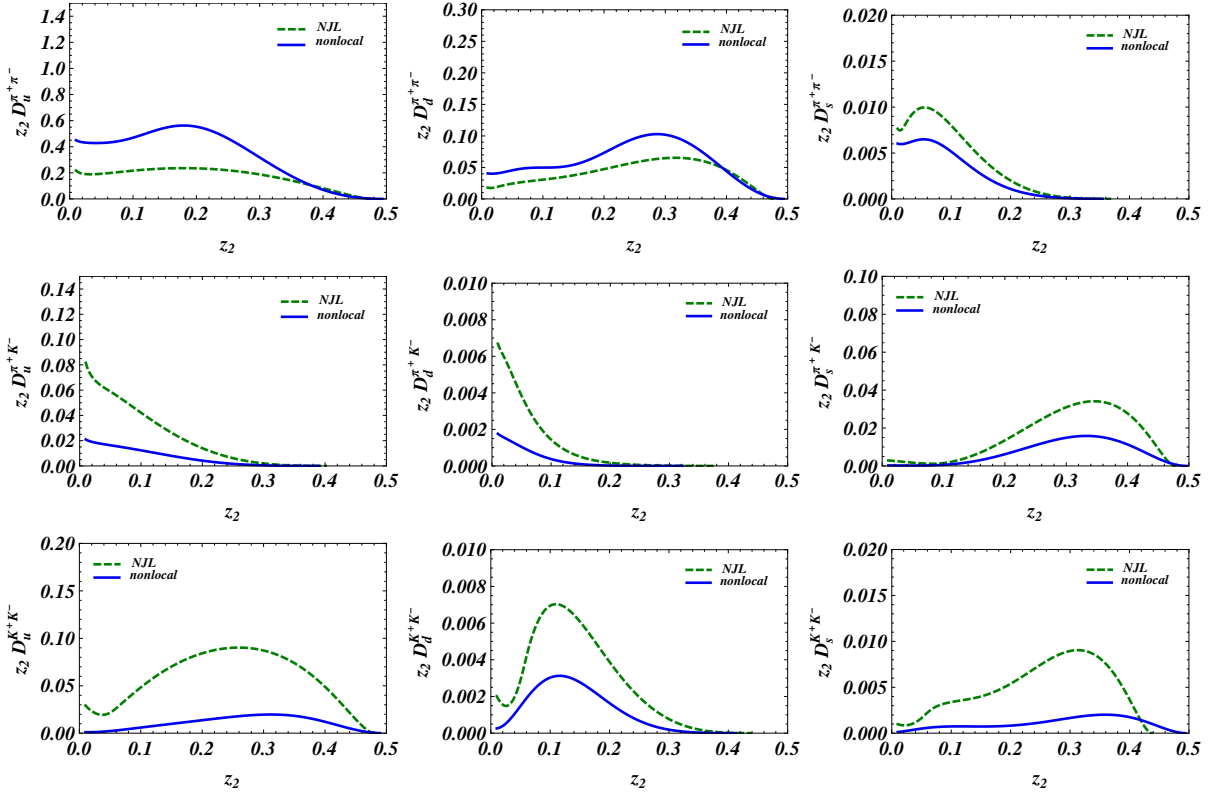 z₂ D_u^{π⁺π⁻}
1.4
1.2
1.0
0.8
0.6
0.4
0.2
0.0
NJL
nonlocal
0.0 0.1 0.2 0.3 0.4 0.5
z₂
z₂ D_d^{π⁺π⁻}
0.30
0.25
0.20
0.15
0.10
0.05
0.00
NJL
nonlocal
0.0 0.1 0.2 0.3 0.4 0.5
z₂
z₂ D_s^{π⁺π⁻}
0.020
0.015
0.010
0.005
0.000
NJL
nonlocal
0.0 0.1 0.2 0.3 0.4 0.5
z₂
z₂ D_u^{π⁺K⁻}
0.14
0.12
0.10
0.08
0.06
0.04
0.02
0.00
NJL
nonlocal
0.0 0.1 0.2 0.3 0.4 0.5
z₂
z₂ D_d^{π⁺K⁻}
0.010
0.008
0.006
0.004
0.002
0.000
NJL
nonlocal
0.0 0.1 0.2 0.3 0.4 0.5
z₂
z₂ D_s^{π⁺K⁻}
0.10
0.08
0.06
0.04
0.02
0.00
NJL
nonlocal
0.0 0.1 0.2 0.3 0.4 0.5
z₂
z₂ D_u^{K⁺K⁻}
0.20
0.15
0.10
0.05
0.00
NJL
nonlocal
0.0 0.1 0.2 0.3 0.4 0.5
z₂
z₂ D_d^{K⁺K⁻}
0.010
0.008
0.006
0.004
0.002
0.000
NJL
nonlocal
0.0 0.1 0.2 0.3 0.4 0.5
z₂
z₂ D_s^{K⁺K⁻}
0.020
0.015
0.010
0.005
0.000
NJL
nonlocal
0.0 0.1 0.2 0.3 0.4 0.5
z₂